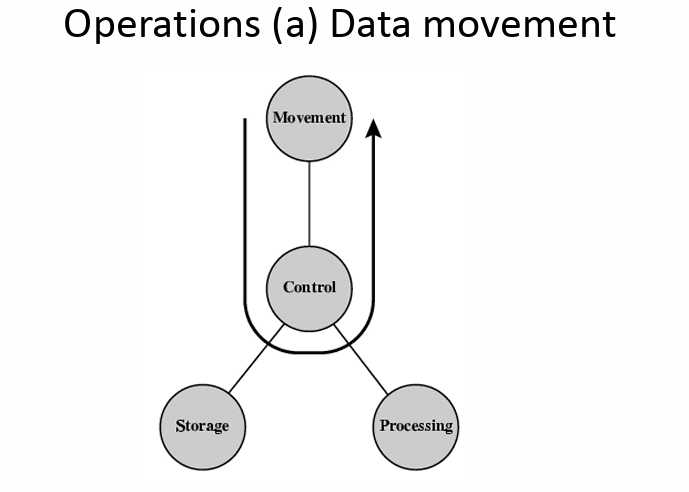 Operations (a) Data movement
Movement
Control
Storage
Processing